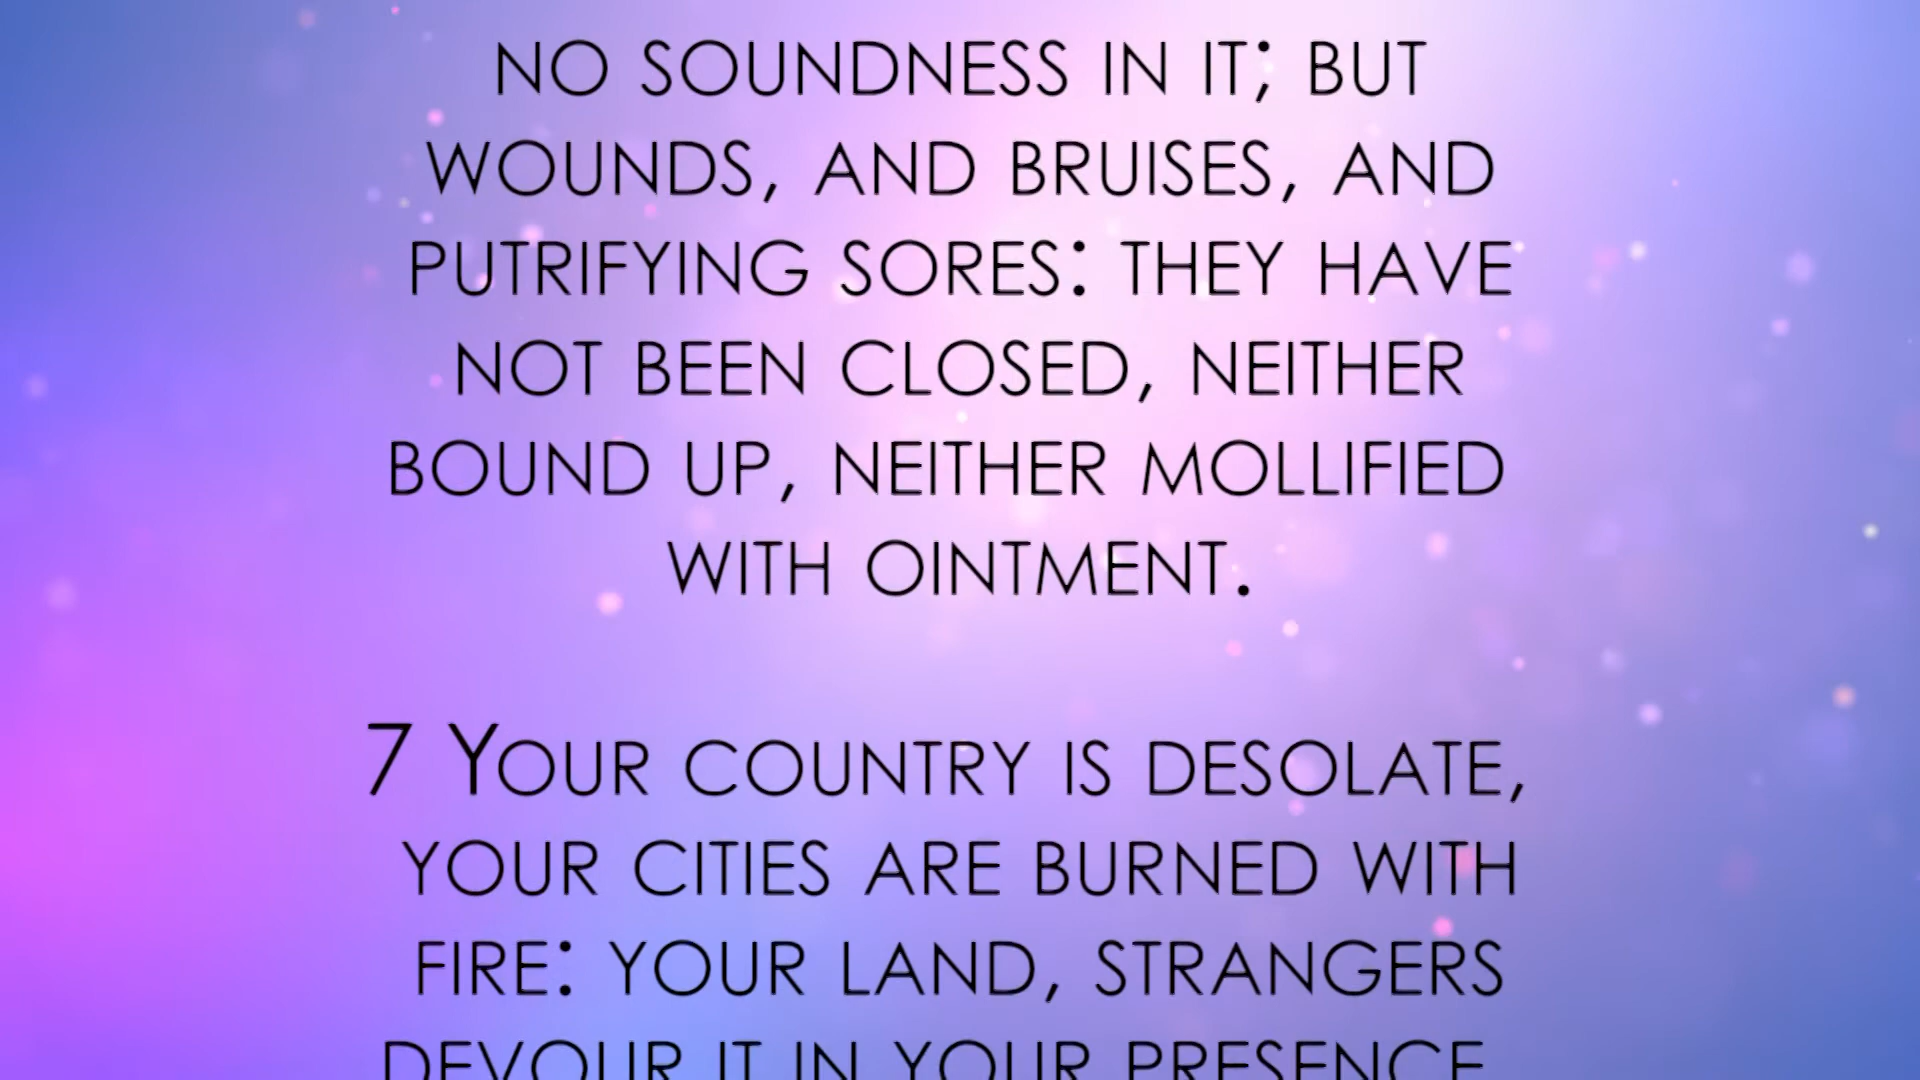 NO SOUNDNESS IN IT; BUT
WOUNDS, AND BRUISES, AND
PUTRIFYING SORES: THEY HAVE
NOT BEEN CLOSED, NEITHER
BOUND UP, NEITHER MOLLIFIED
WITH OINTMENT.
7 YOUR COUNTRY IS DESOLATE,
YOUR CITIES ARE BURNED WITH
FIRE: YOUR LAND, STRANGERS
DEVOUR IT IN YOUR PRESENCE